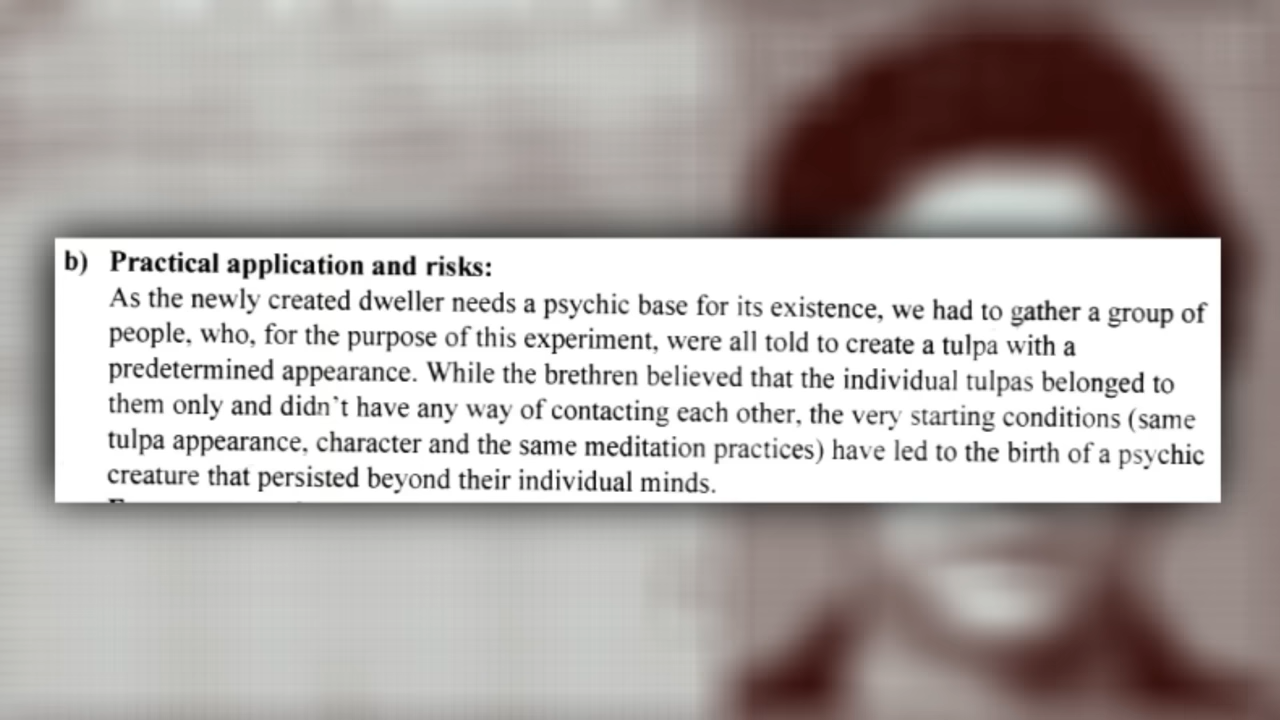 b) Practical application and risks:
As the newly created dweller needs a psychic base for its existence, we had to gather a group of
people, who, for the purpose of this experiment, were all told to create a tulpa with a
predetermined appearance. While the brethren believed that the individual tulpas belonged to
them only and didn't have any way of contacting each other, the very starting conditions (same
tulpa appearance, character and the same meditation practices) have led to the birth of a psychic
creature that persisted beyond their individual minds.